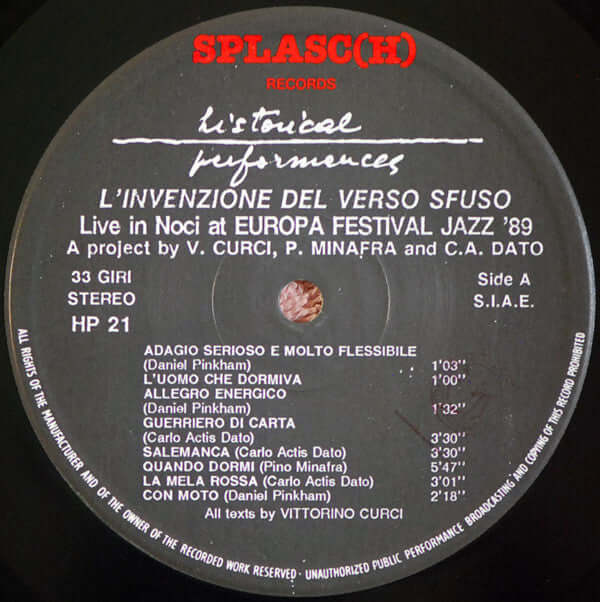 SPLASC(H)
RECORDS
historical
performances
L'INVENZIONE DEL VERSO SFUSO
Live in Noci at EUROPA FESTIVAL JAZZ '89
A project by V. CURCI, P. MINAFRA and C.A. DATO
33 GIRI
STEREO
HP 21
Side A
S.I.A.E.
ADAGIO SERIOSO E MOLTO FLESSIBILE
(Daniel Pinkham) 1'03"
L'UOMO CHE DORMIVA 1'00"
ALLEGRO ENERGICO
(Daniel Pinkham) 1'32"
GUERRIERO DI CARTA
(Carlo Actis Dato) 3'30"
SALEMANCA (Carlo Actis Dato) 3'30"
QUANDO DORMI (Pino Minafra) 5'47"
LA MELA ROSSA (Carlo Actis Dato) 3'01"
CON MOTO (Daniel Pinkham) 2'18"
All texts by VITTORINO CURCI
ALL RIGHTS OF THE MANUFACTURER AND OF THE OWNER OF THE RECORDED WORK RESERVED · UNAUTHORIZED PUBLIC PERFORMANCE BROADCASTING AND COPYING OF THIS RECORD PROHIBITED